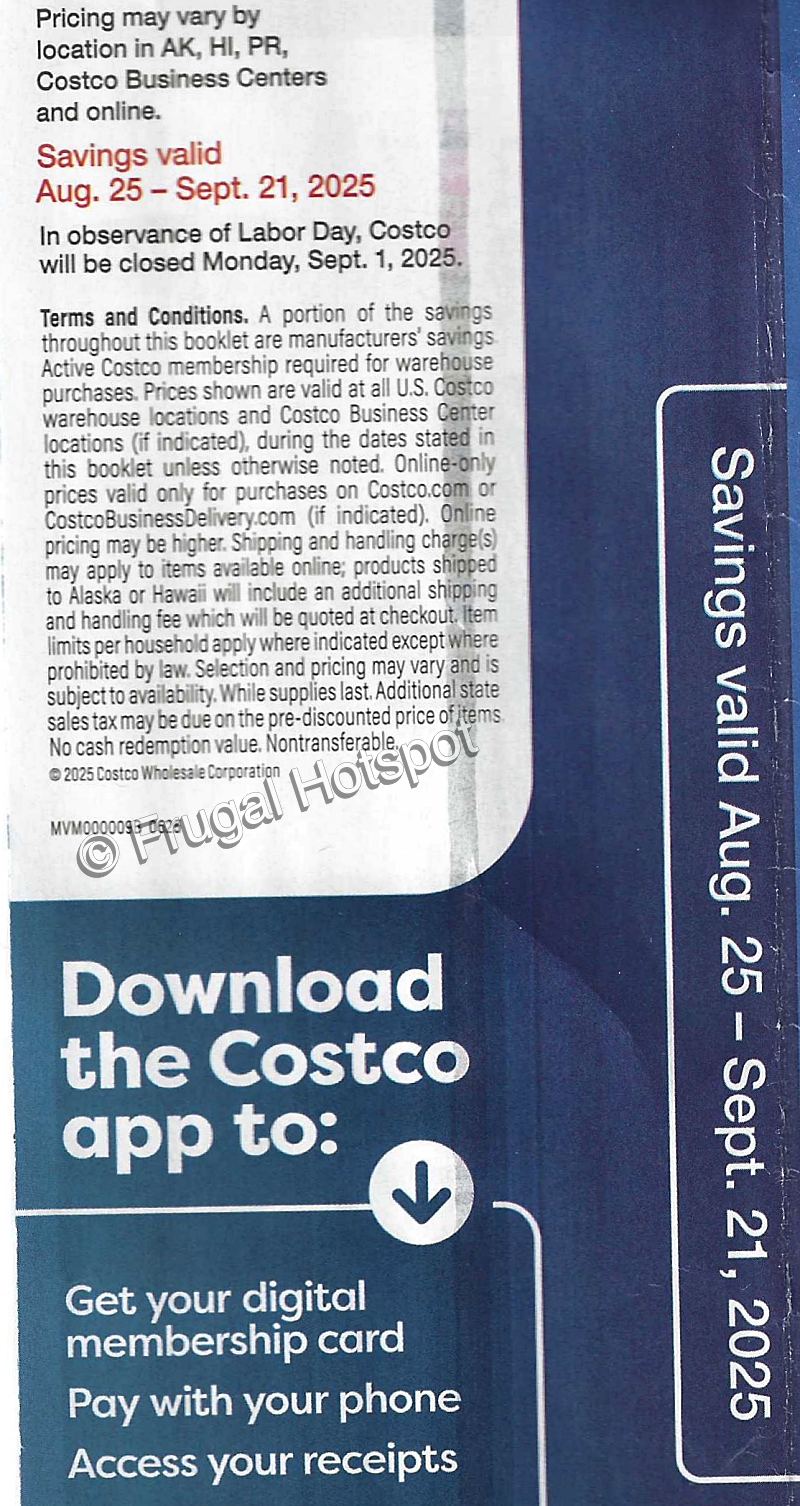 Pricing may vary by
location in AK, HI, PR,
Costco Business Centers
and online.
Savings valid
Aug. 25 – Sept. 21, 2025
In observance of Labor Day, Costco
will be closed Monday, Sept. 1, 2025.
Terms and Conditions. A portion of the savings
throughout this booklet are manufacturers' savings.
Active Costco membership required for warehouse
purchases. Prices shown are valid at all U.S. Costco
warehouse locations and Costco Business Center
locations (if indicated), during the dates stated in
this booklet unless otherwise noted. Online-only
prices valid only for purchases on Costco.com or
CostcoBusinessDelivery.com (if indicated). Online
pricing may be higher. Shipping and handling charge(s)
may apply to items available online; products shipped
to Alaska or Hawaii will include an additional shipping
and handling fee which will be quoted at checkout. Item
limits per household apply where indicated except where
prohibited by law. Selection and pricing may vary and is
subject to availability. While supplies last. Additional state
sales tax may be due on the pre-discounted price of items.
No cash redemption value. Nontransferable.
© 2025 Costco Wholesale Corporation
© Frugal Hotspot
Download
the Costco
app to:
Get your digital
membership card
Pay with your phone
Access your receipts
Savings valid Aug. 25 – Sept. 21, 2025